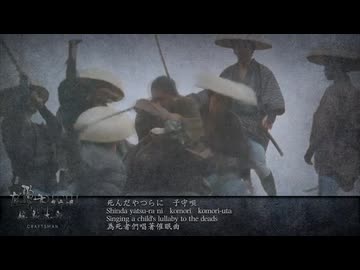 死んだやつらに 子守唄
Shinda yatsu-ra ni komori komori-uta
Singing a child's lullaby to the deads
為死者們唱著催眠曲
CRAFTSMAN